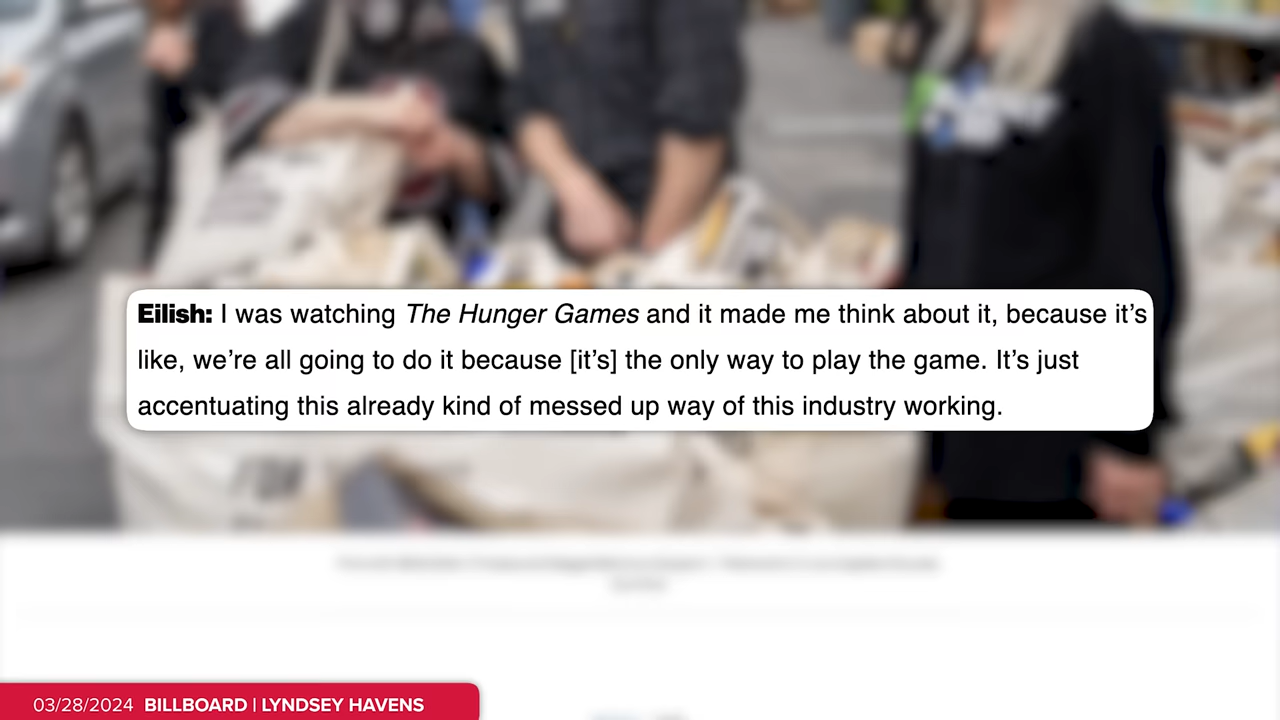 Eilish: I was watching The Hunger Games and it made me think about it, because it’s
like, we’re all going to do it because [it’s] the only way to play the game. It’s just
accentuating this already kind of messed up way of this industry working.
03/28/2024 BILLBOARD | LYNDSEY HAVENS